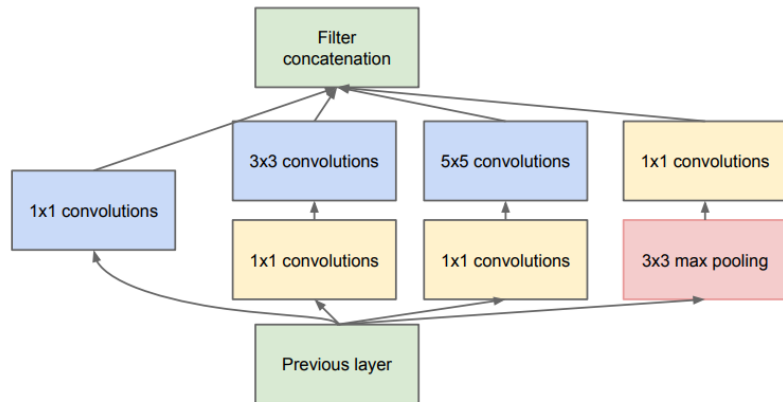 Filter
concatenation
3x3 convolutions
5x5 convolutions
1x1 convolutions
1x1 convolutions
1x1 convolutions
1x1 convolutions
3x3 max pooling
Previous layer